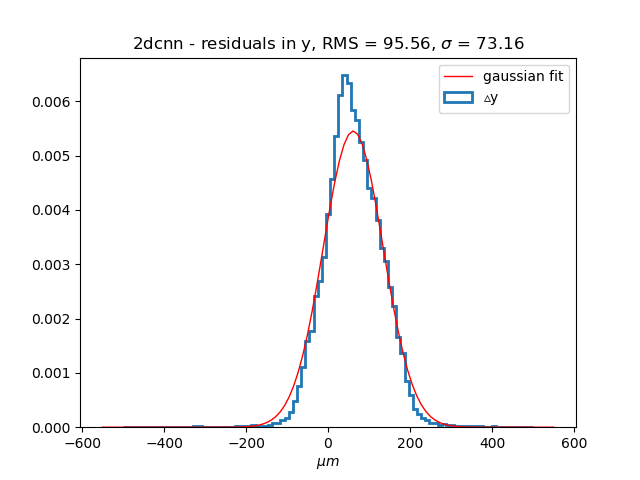 2dcnn - residuals in y, RMS = 95.56, σ = 73.16
gaussian fit
▵y
0.006
0.005
0.004
0.003
0.002
0.001
0.000
−600 −400 −200 0 200 400 600
μm